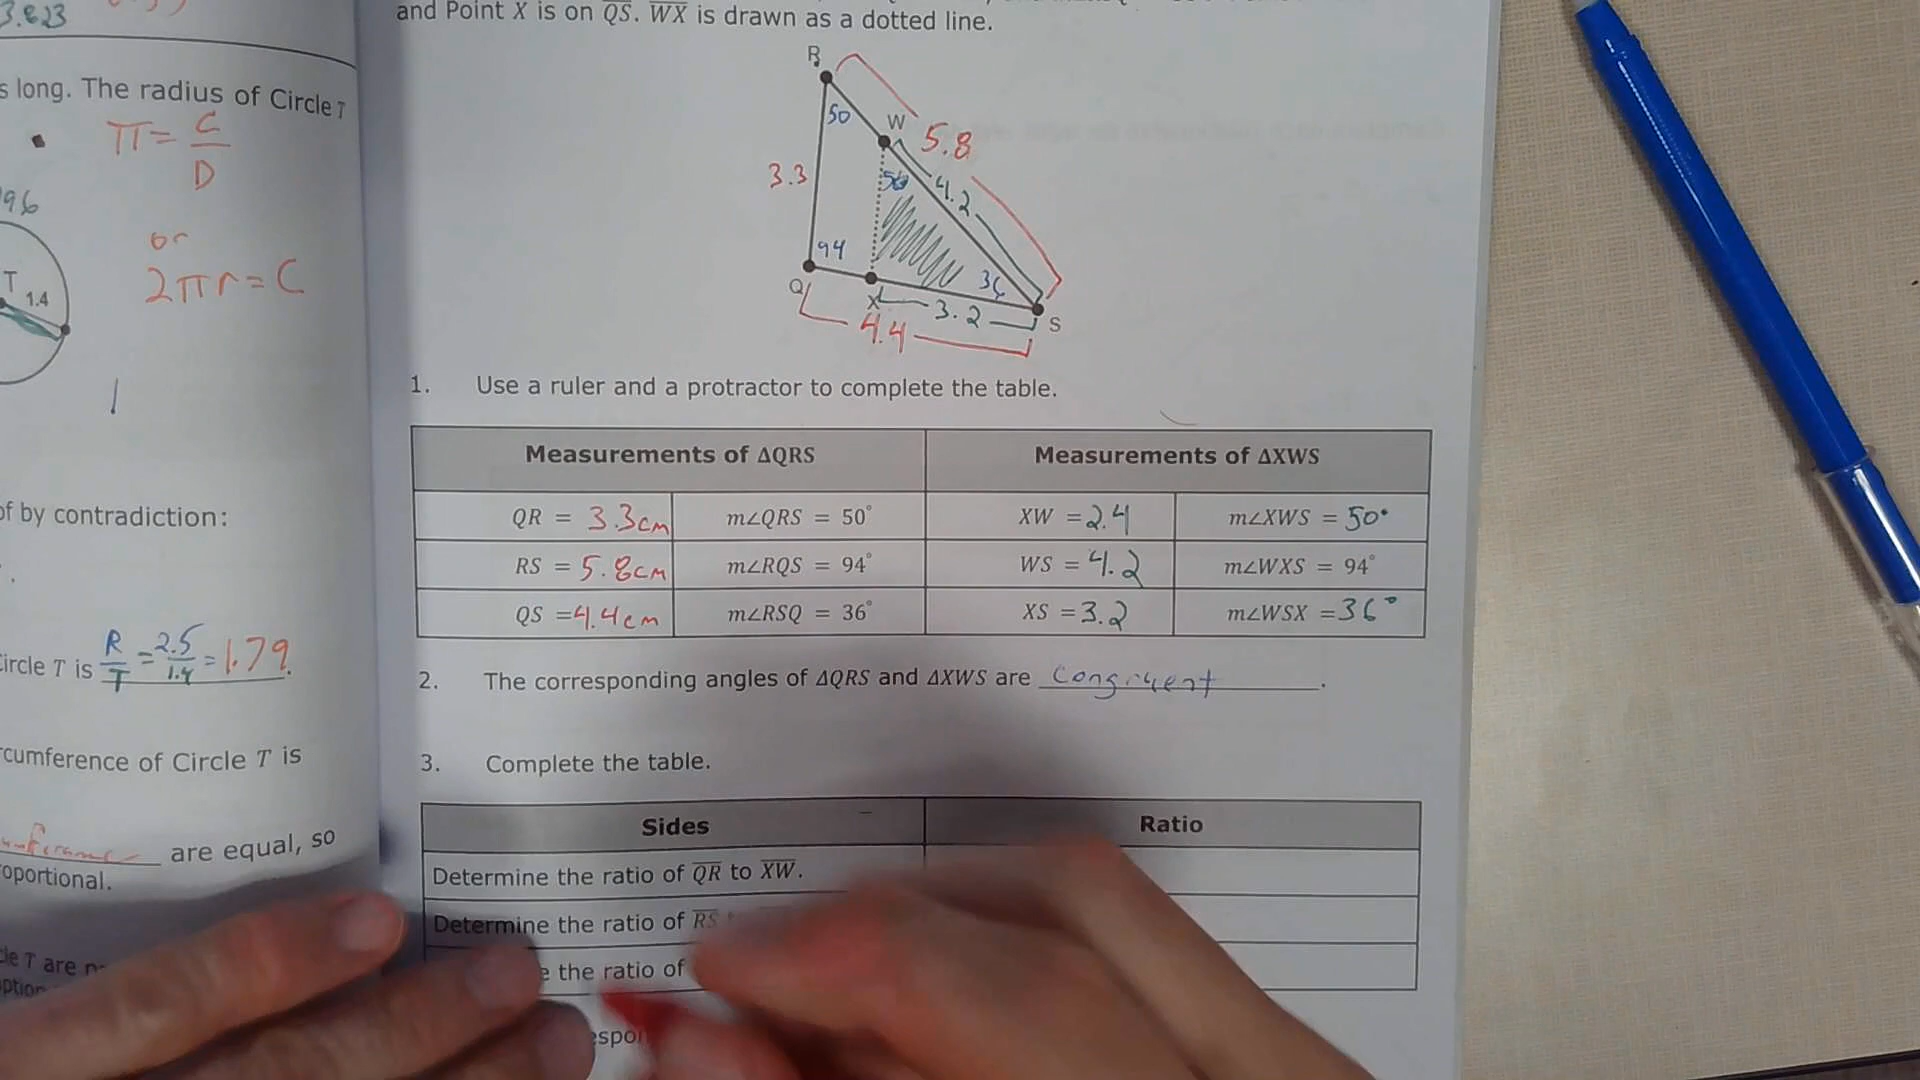 3.823
s long. The radius of Circle T
π = C
D
or
2πr = C
T
1.4
of by contradiction:
Circle T is R/T = 2.5/1.4 = 1.79.
rcumference of Circle T is
are equal, so
oportional.
cle T are
ption
and Point X is on QS. WX is drawn as a dotted line.
R
50
W
5.8
3.3
50
4.2
94
36
Q
X
3.2
S
4.4
1. Use a ruler and a protractor to complete the table.
Measurements of ΔQRS Measurements of ΔXWS
QR = 3.3cm m∠QRS = 50° XW = 2.4 m∠XWS = 50°
RS = 5.8cm m∠RQS = 94° WS = 4.2 m∠WXS = 94°
QS = 4.4cm m∠RSQ = 36° XS = 3.2 m∠WSX = 36°
2. The corresponding angles of ΔQRS and ΔXWS are congruent.
3. Complete the table.
Sides Ratio
Determine the ratio of QR to XW.
Determine the ratio of RS
e the ratio of
espon